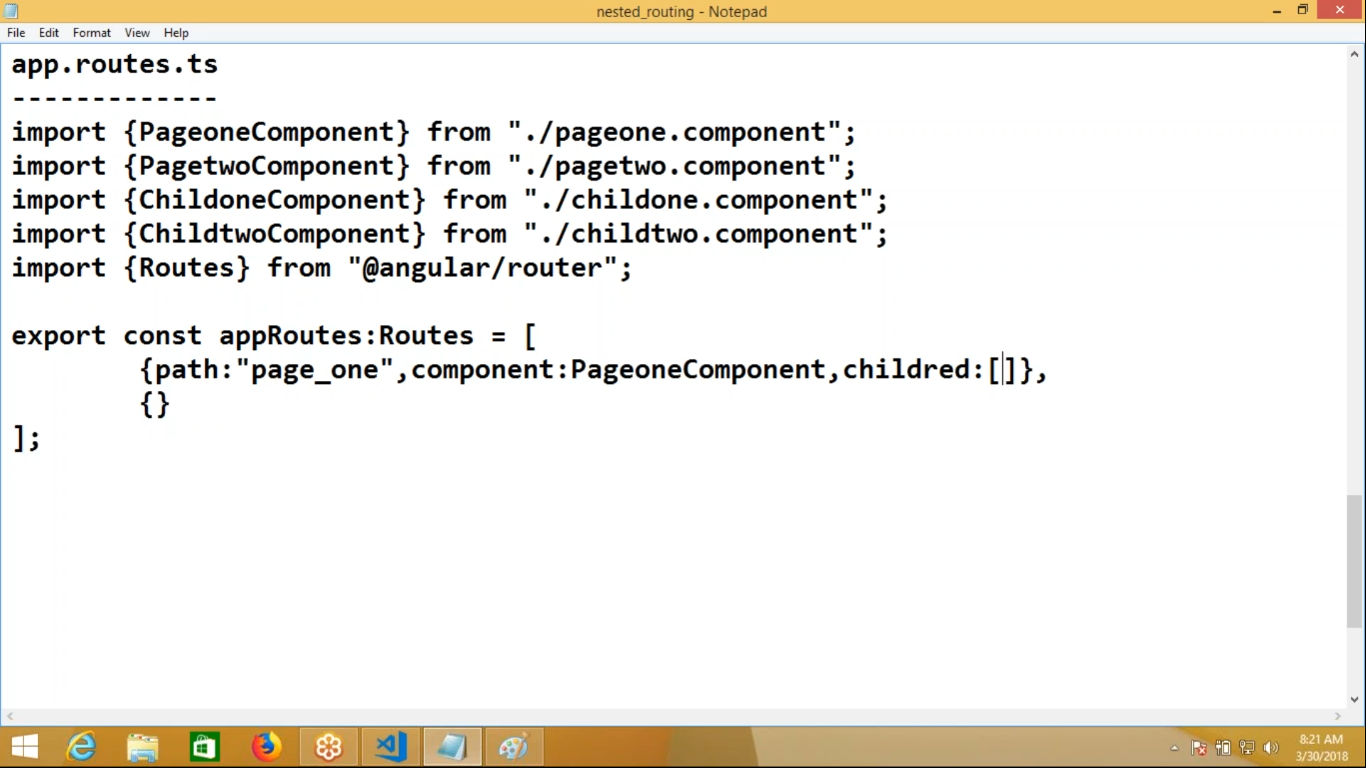 nested_routing - Notepad
File Edit Format View Help
app.routes.ts
-------------
import {PageoneComponent} from "./pageone.component";
import {PagetwoComponent} from "./pagetwo.component";
import {ChildoneComponent} from "./childone.component";
import {ChildtwoComponent} from "./childtwo.component";
import {Routes} from "@angular/router";
export const appRoutes:Routes = [
{path:"page_one",component:PageoneComponent,childred:[]},
{}
];
8:21 AM
3/30/2018